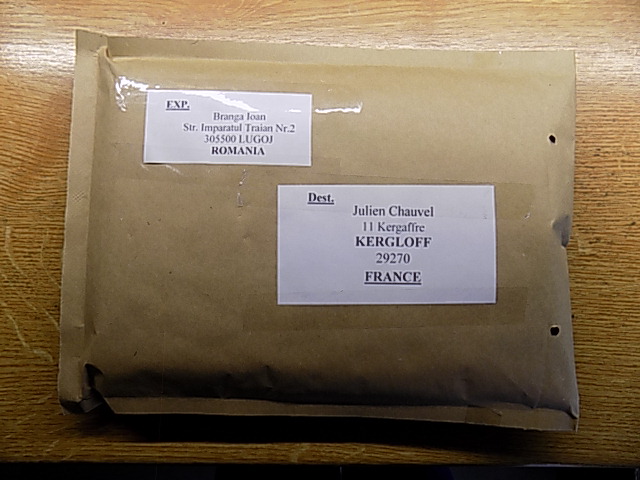 EXP.
Branga Ioan
Str. Imparatul Traian Nr.2
305500 LUGOJ
ROMANIA
Dest.
Julien Chauvel
11 Kergaffre
KERGLOFF
29270
FRANCE